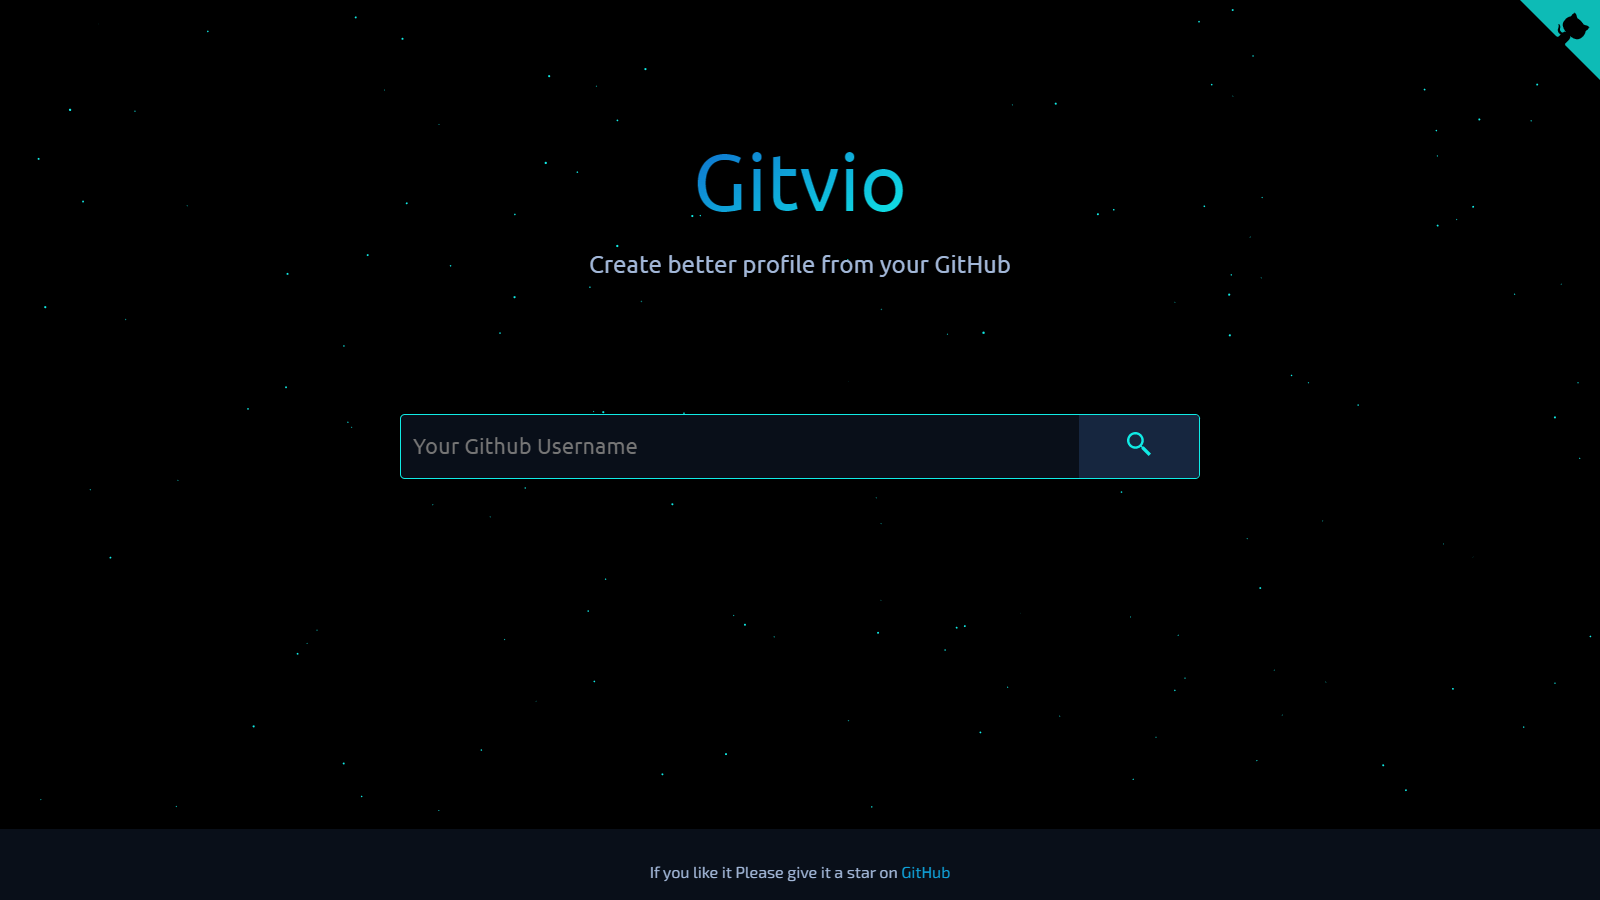 Gitvio
Create better profile from your GitHub
Your Github Username
If you like it Please give it a star on GitHub